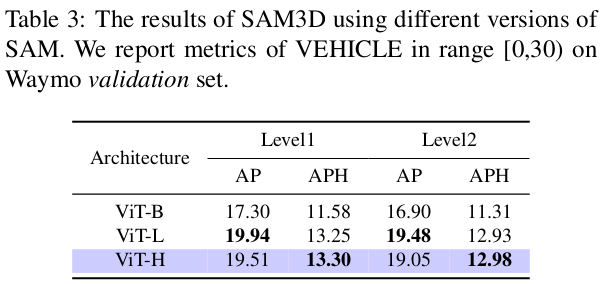 Table 3: The results of SAM3D using different versions of
SAM. We report metrics of VEHICLE in range [0,30) on
Waymo validation set.
Architecture Level1 Level2
AP APH AP APH
ViT-B 17.30 11.58 16.90 11.31
ViT-L 19.94 13.25 19.48 12.93
ViT-H 19.51 13.30 19.05 12.98